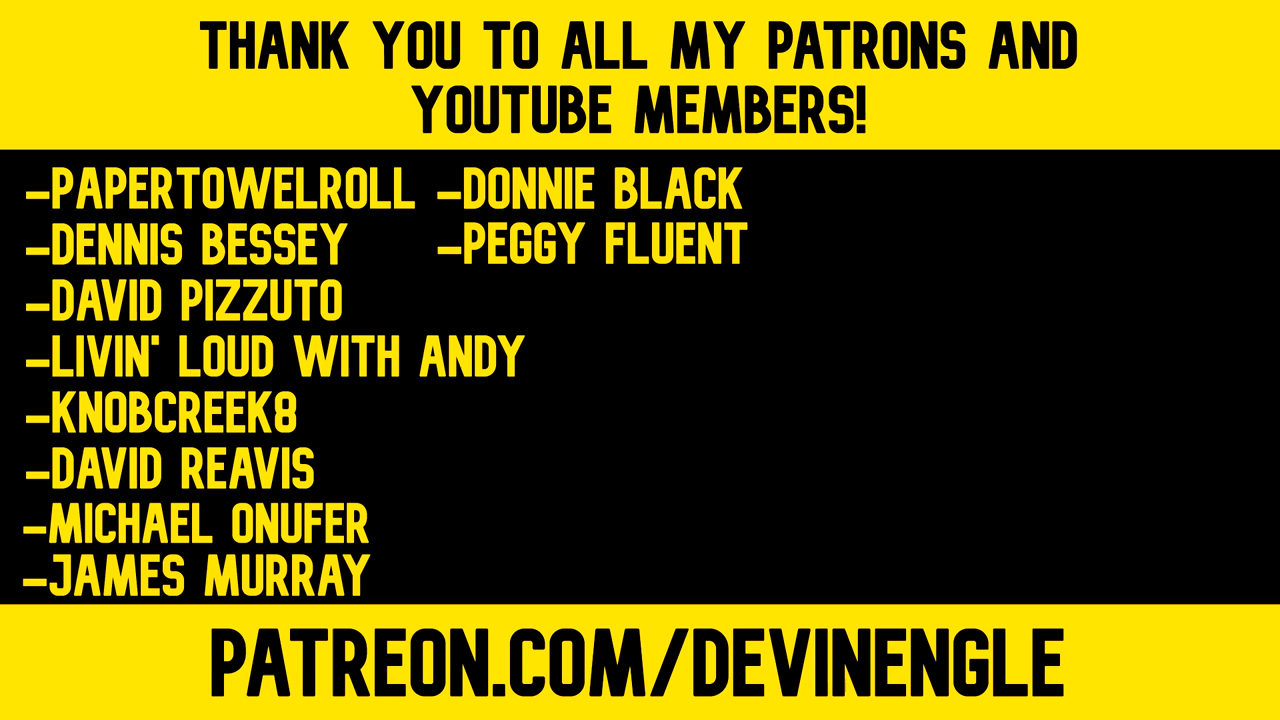 THANK YOU TO ALL MY PATRONS AND
YOUTUBE MEMBERS!
-PAPERTOWELROLL
-DENNIS BESSEY
-DAVID PIZZUTO
-LIVIN' LOUD WITH ANDY
-KNOBCREEK8
-DAVID REAVIS
-MICHAEL ONUFER
-JAMES MURRAY
-DONNIE BLACK
-PEGGY FLUENT
PATREON.COM/DEVINENGLE